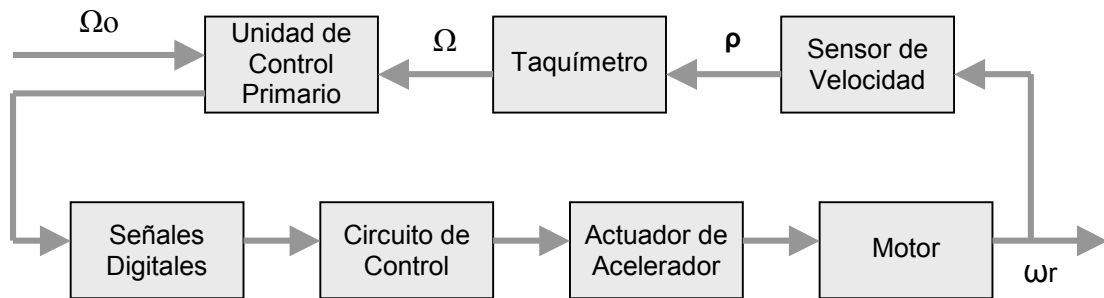 Ωo
Unidad de
Control
Primario
Ω
Taquímetro
ρ
Sensor de
Velocidad
Señales
Digitales
Circuito de
Control
Actuador de
Acelerador
Motor
ωr